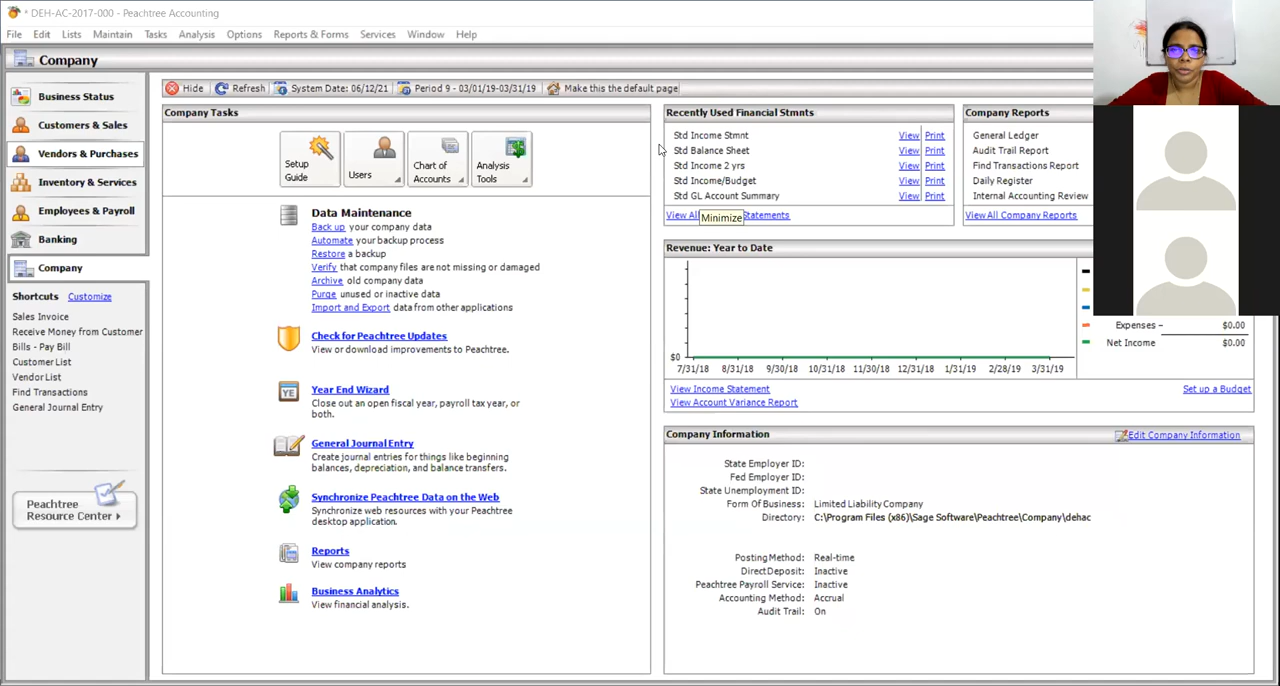 * DEH-AC-2017-000 - Peachtree Accounting
File Edit Lists Maintain Tasks Analysis Options Reports & Forms Services Window Help
Company
Business Status
Customers & Sales
Vendors & Purchases
Inventory & Services
Employees & Payroll
Banking
Company
Shortcuts Customize
Sales Invoice
Receive Money from Customer
Bills - Pay Bill
Customer List
Vendor List
Find Transactions
General Journal Entry
Peachtree
Resource Center
Hide Refresh System Date: 06/12/21 Period 9 - 03/01/19-03/31/19 Make this the default page
Company Tasks
Setup
Guide
Users
Chart of
Accounts
Analysis
Tools
Data Maintenance
Back up your company data
Automate your backup process
Restore a backup
Verify that company files are not missing or damaged
Archive old company data
Purge unused or inactive data
Import and Export data from other applications
Check for Peachtree Updates
View or download improvements to Peachtree.
Year End Wizard
YE
Close out an open fiscal year, payroll tax year, or
both.
General Journal Entry
Create journal entries for things like beginning
balances, depreciation, and balance transfers.
Synchronize Peachtree Data on the Web
Synchronize web resources with your Peachtree
desktop application.
Reports
View company reports
Business Analytics
View financial analysis.
Recently Used Financial Stmnts
Std Income Stmnt View Print
Std Balance Sheet View Print
Std Income 2 yrs View Print
Std Income/Budget View Print
Std GL Account Summary View Print
View All Statements
Minimize
Company Reports
General Ledger
Audit Trail Report
Find Transactions Report
Daily Register
Internal Accounting Review
View All Company Reports
Revenue: Year to Date
$0
7/31/18 8/31/18 9/30/18 10/31/18 11/30/18 12/31/18 1/31/19 2/28/19 3/31/19
Expenses - $0.00
Net Income $0.00
View Income Statement Set up a Budget
View Account Variance Report
Company Information Edit Company Information
State Employer ID:
Fed Employer ID:
State Unemployment ID:
Form Of Business: Limited Liability Company
Directory: C:\Program Files (x86)\Sage Software\Peachtree\Company\dehac
Posting Method: Real-time
Direct Deposit: Inactive
Peachtree Payroll Service: Inactive
Accounting Method: Accrual
Audit Trail: On